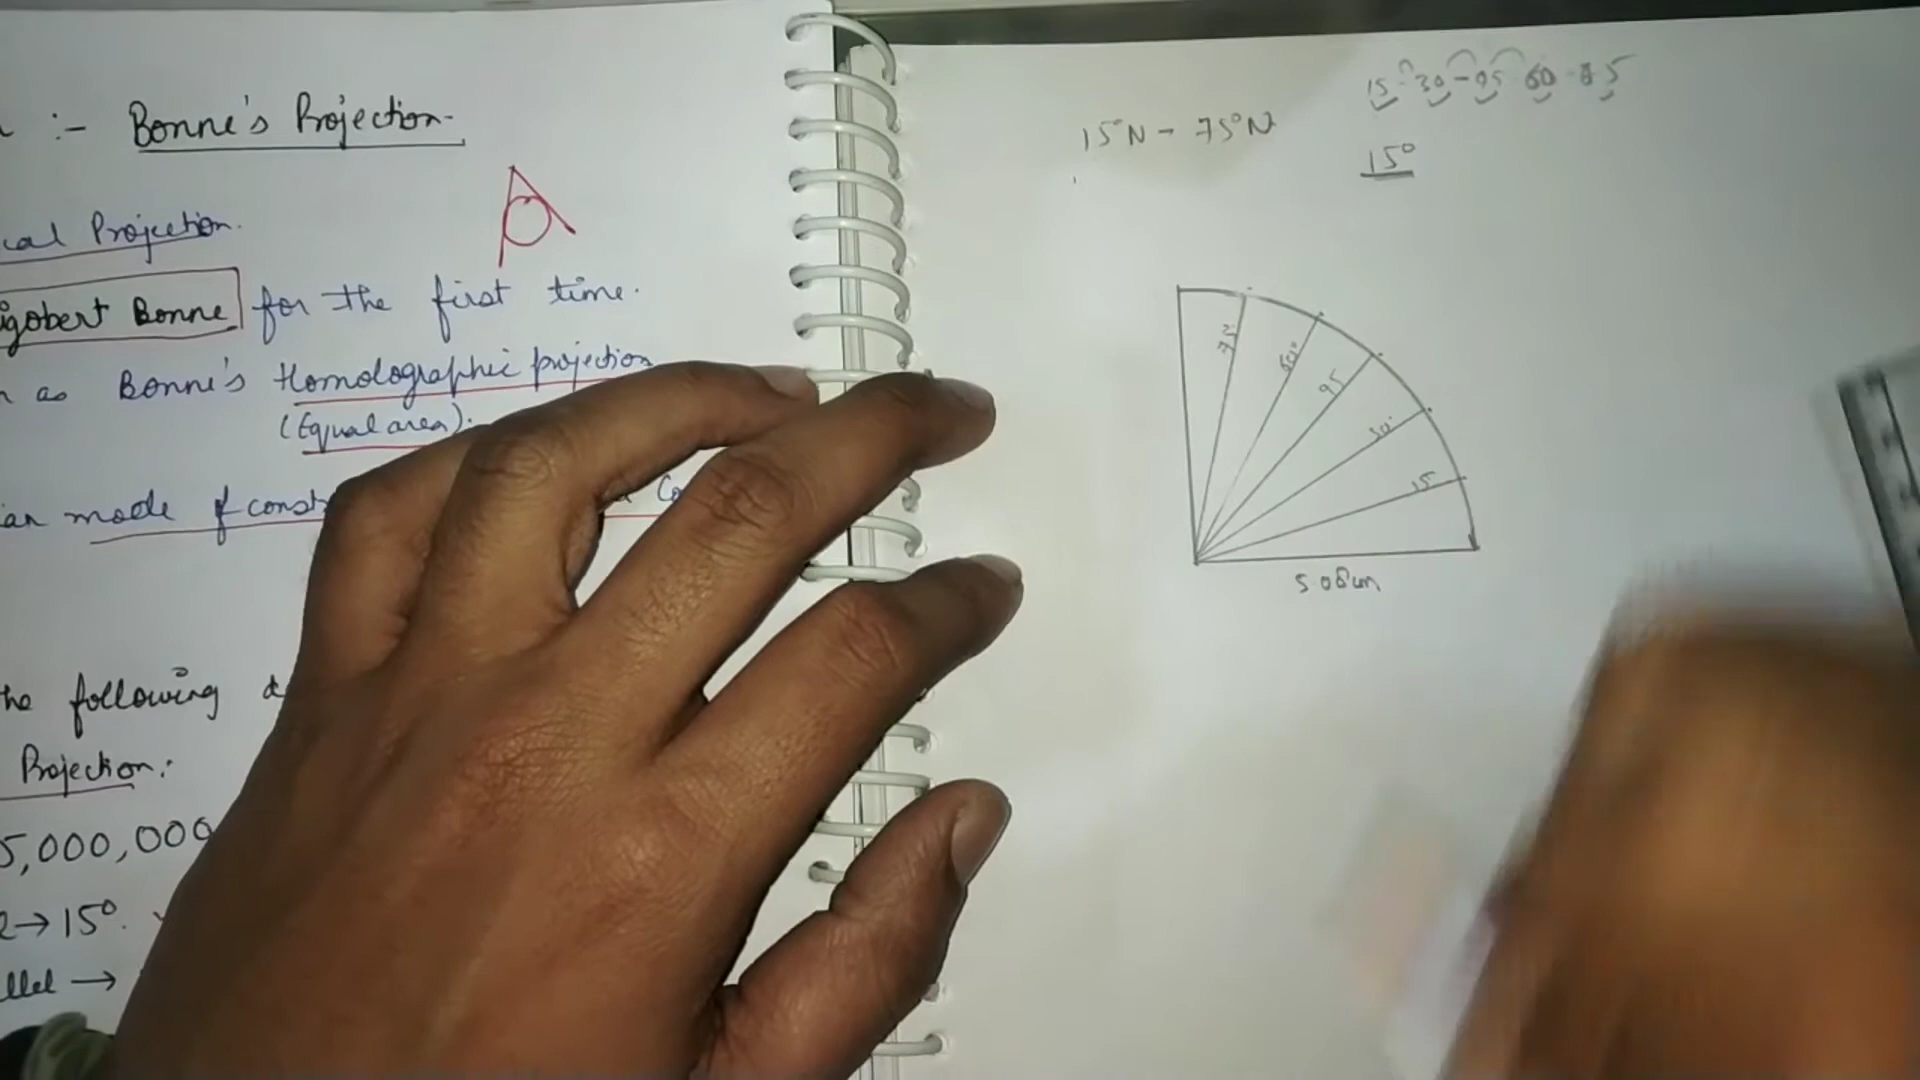 :- Bonne's Projection-
cal Projection.
igobert Bonne for the first time.
as Bonne's Homolographic projection
(Equal area).
an mode of const
he following d
Projection:
5,000,000
→ 15°.
llel →
15°N - 75°N
15 30 - 45 60 75
15°
75
60°
45
30°
15
5.08cm